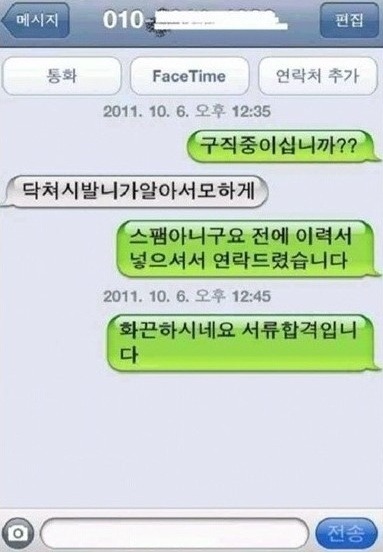 메시지
010
편집
통화
FaceTime
연락처 추가
2011. 10. 6. 오후 12:35
구직중이십니까??
닥쳐시발니가알아서모하게
스팸아니구요 전에 이력서
넣으셔서 연락드렸습니다
2011. 10. 6. 오후 12:45
화끈하시네요 서류합격입니
다
전송